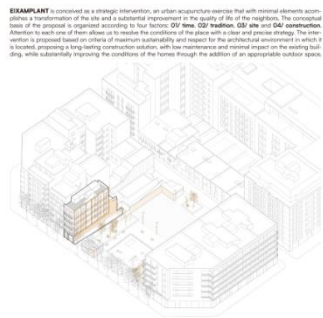 EIXAMPLANT is conceived as a strategic intervention, an urban acupuncture exercise that with minimal elements accom-
plishes a transformation of the site and a substantial improvement in the quality of life of the neighbors. The conceptual
basis of the proposal is organized according to four factors: 01/ time, 02/ tradition, 03/ site and 04/ construction.
Attention to each one of them allows us to resolve the conditions of the place with a clear and precise strategy. The inter-
vention is proposed based on criteria of maximum sustainability and respect for the architectural environment in which it
is located, proposing a long-lasting construction solution, with low maintenance and minimal impact on the existing buil-
ding, while substantially improving the conditions of the homes through the addition of an appropriable outdoor space.